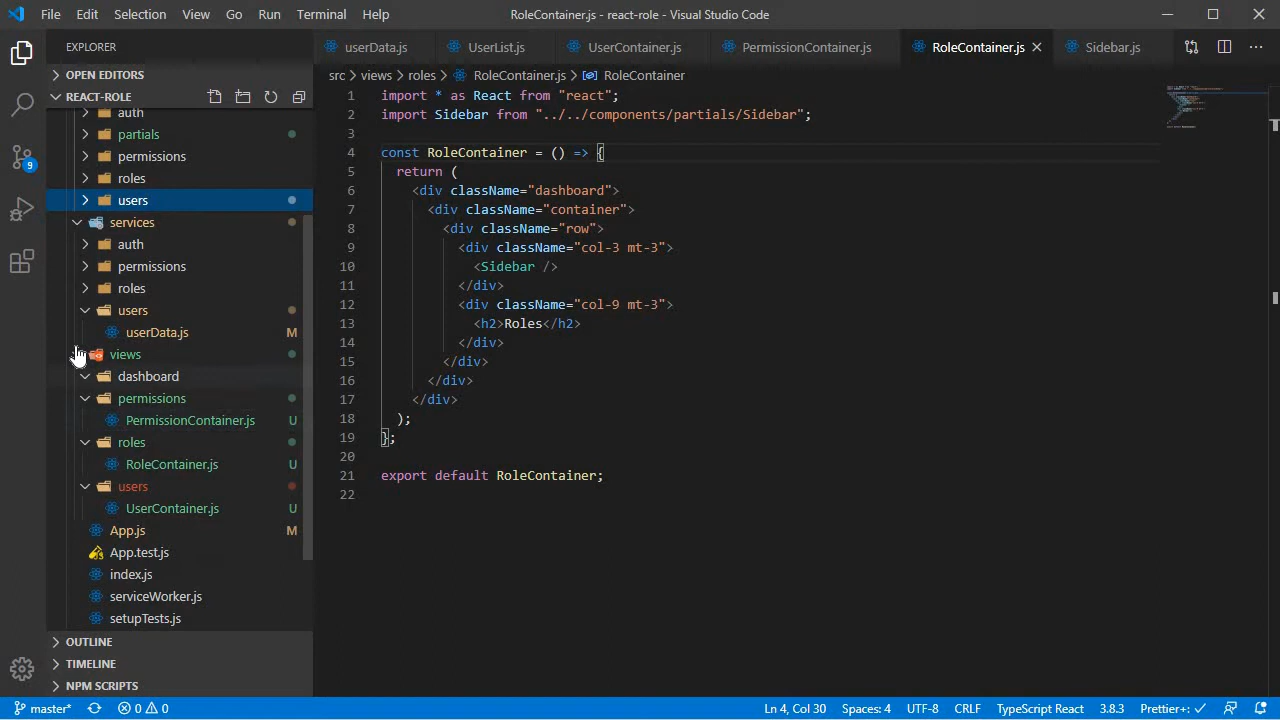 File Edit Selection View Go Run Terminal Help RoleContainer.js - react-role - Visual Studio Code
EXPLORER
OPEN EDITORS
REACT-ROLE
auth
partials
permissions
roles
users
services
auth
permissions
roles
users
userData.js M
views
dashboard
permissions
PermissionContainer.js U
roles
RoleContainer.js U
users
UserContainer.js U
App.js M
App.test.js
index.js
serviceWorker.js
setupTests.js
OUTLINE
TIMELINE
NPM SCRIPTS
9
userData.js UserList.js UserContainer.js PermissionContainer.js RoleContainer.js Sidebar.js
src > views > roles > RoleContainer.js > RoleContainer
1 import * as React from "react";
2 import Sidebar from "../../components/partials/Sidebar";
3
4 const RoleContainer = () => {
5 return (
6 <div className="dashboard">
7 <div className="container">
8 <div className="row">
9 <div className="col-3 mt-3">
10 <Sidebar />
11 </div>
12 <div className="col-9 mt-3">
13 <h2>Roles</h2>
14 </div>
15 </div>
16 </div>
17 </div>
18 );
19 };
20
21 export default RoleContainer;
22
master* 0 0 Ln 4, Col 30 Spaces: 4 UTF-8 CRLF TypeScript React 3.8.3 Prettier+: ✓